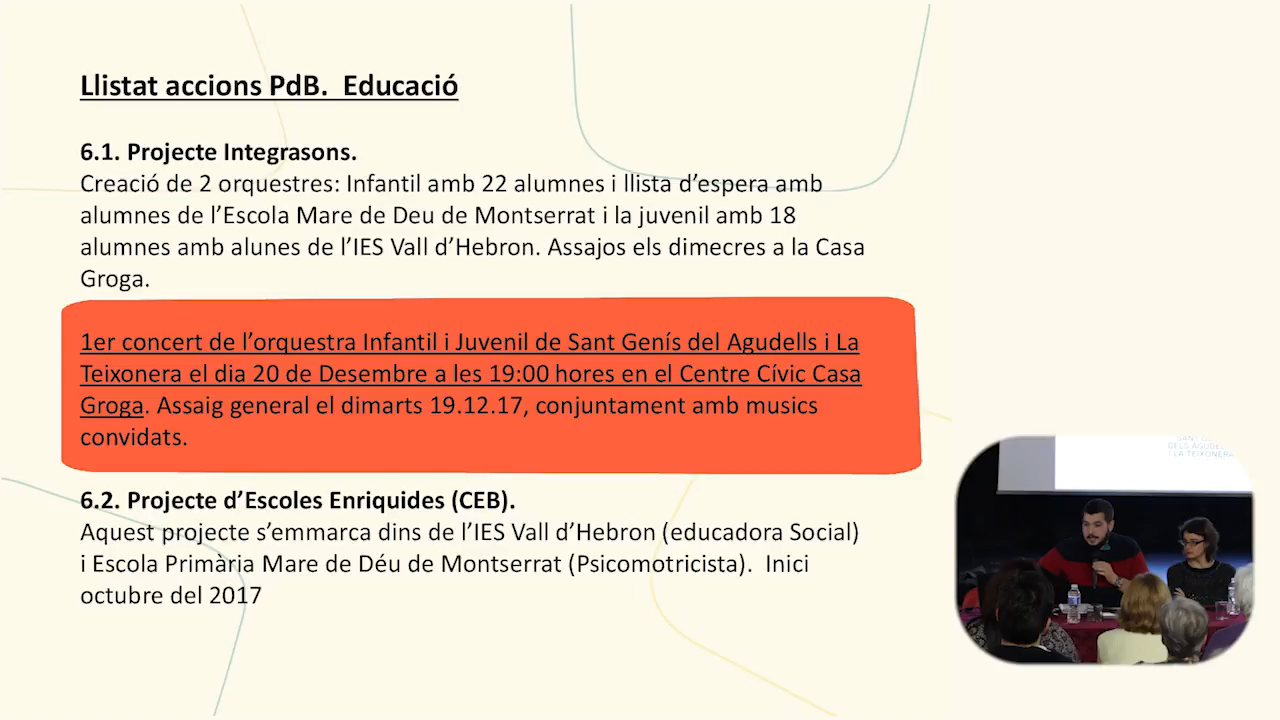 Llistat accions PdB.  Educació
6.1. Projecte Integrasons.
Creació de 2 orquestres: Infantil amb 22 alumnes i llista d’espera amb
alumnes de l’Escola Mare de Deu de Montserrat i la juvenil amb 18
alumnes amb alunes de l’IES Vall d’Hebron. Assajos els dimecres a la Casa
Groga.
1er concert de l’orquestra Infantil i Juvenil de Sant Genís del Agudells i La
Teixonera el dia 20 de Desembre a les 19:00 hores en el Centre Cívic Casa
Groga. Assaig general el dimarts 19.12.17, conjuntament amb musics
convidats.
6.2. Projecte d’Escoles Enriquides (CEB).
Aquest projecte s’emmarca dins de l’IES Vall d’Hebron (educadora Social)
i Escola Primària Mare de Déu de Montserrat (Psicomotricista).  Inici
octubre del 2017
SANT
DELS AGUDE
I LA TEIXONERA